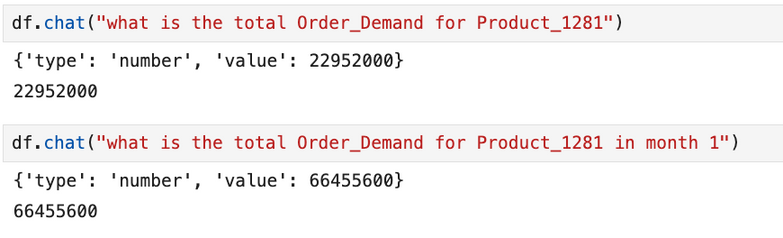 df.chat("what is the total Order_Demand for Product_1281")
{'type': 'number', 'value': 22952000}
22952000
df.chat("what is the total Order_Demand for Product_1281 in month 1")
{'type': 'number', 'value': 66455600}
66455600